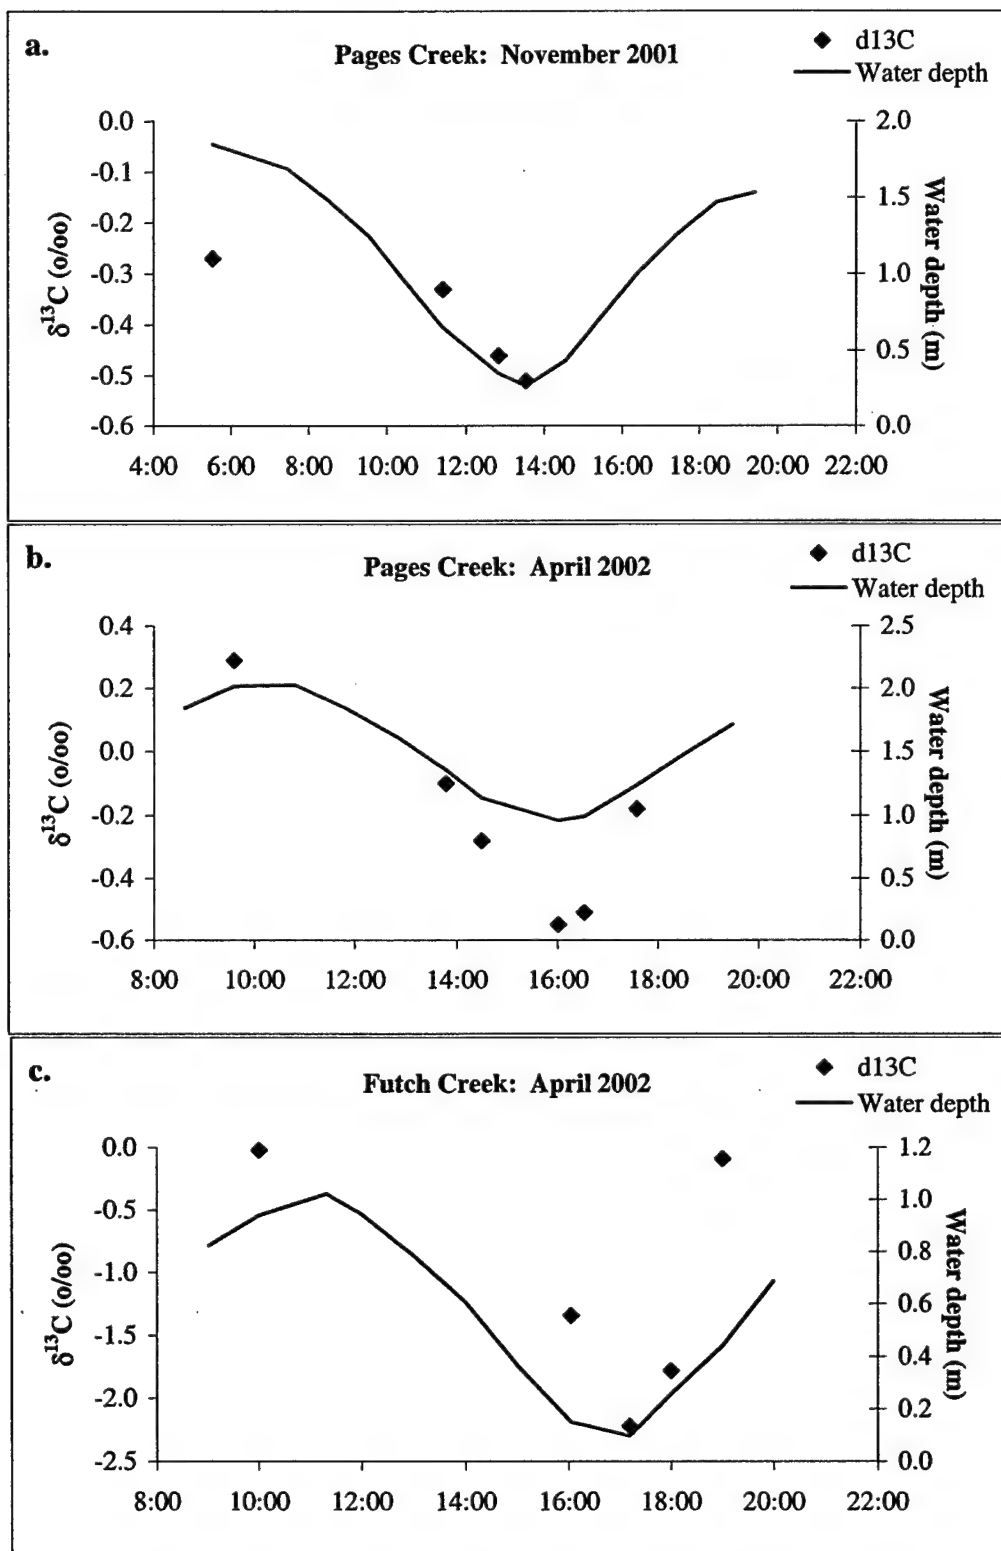 a.
Pages Creek: November 2001
d13C
Water depth
0.0
-0.1
-0.2
-0.3
-0.4
-0.5
-0.6
δ¹³C (o/oo)
2.0
1.5
1.0
0.5
0.0
Water depth (m)
4:00 6:00 8:00 10:00 12:00 14:00 16:00 18:00 20:00 22:00
b.
Pages Creek: April 2002
d13C
Water depth
0.4
0.2
0.0
-0.2
-0.4
-0.6
δ¹³C (o/oo)
2.5
2.0
1.5
1.0
0.5
0.0
Water depth (m)
8:00 10:00 12:00 14:00 16:00 18:00 20:00 22:00
c.
Futch Creek: April 2002
d13C
Water depth
0.0
-0.5
-1.0
-1.5
-2.0
-2.5
δ¹³C (o/oo)
1.2
1.0
0.8
0.6
0.4
0.2
0.0
Water depth (m)
8:00 10:00 12:00 14:00 16:00 18:00 20:00 22:00